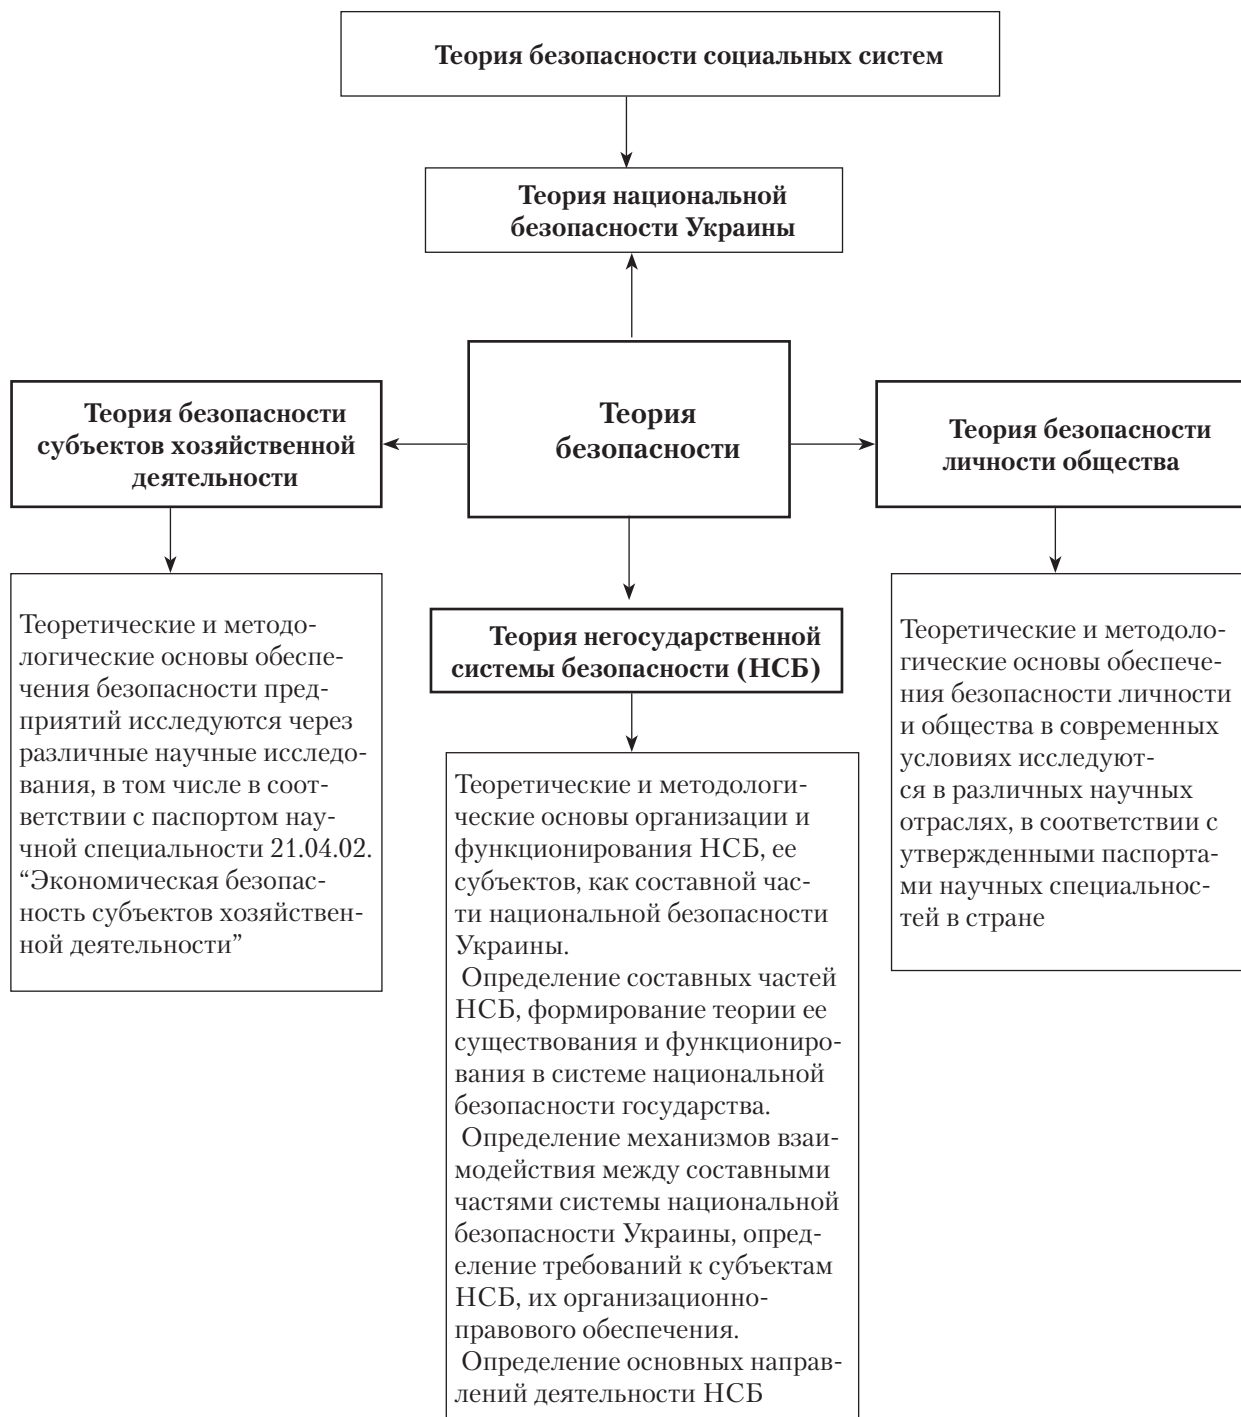 Теория безопасности социальных систем
Теория национальной
безопасности Украины
Теория безопасности
субъектов хозяйственной
деятельности
Теория
безопасности
Теория безопасности
личности общества
Теоретические и методо-
логические основы обеспе-
чения безопасности пред-
приятий исследуются через
различные научные исследо-
вания, в том числе в соот-
ветствии с паспортом нау-
чной специальности 21.04.02.
“Экономическая безопас-
ность субъектов хозяйствен-
ной деятельности”
Теория негосударственной
системы безопасности (НСБ)
Теоретические и методологи-
ческие основы организации и
функционирования НСБ, ее
субъектов, как составной час-
ти национальной безопасности
Украины.
Определение составных частей
НСБ, формирование теории ее
существования и функциониро-
вания в системе национальной
безопасности государства.
Определение механизмов взаи-
модействия между составными
частями системы национальной
безопасности Украины, опред-
еление требований к субъектам
НСБ, их организационно-
правового обеспечения.
Определение основных направ-
лений деятельности НСБ
Теоретические и методоло-
гические основы обеспече-
ния безопасности личности
и общества в современных
условиях исследуют-
ся в различных научных
отраслях, в соответствии с
утвержденными паспорта-
ми научных специальнос-
тей в стране